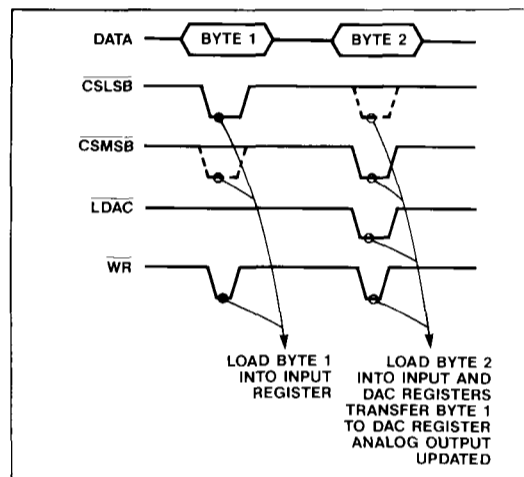 DATA
BYTE 1
BYTE 2
CSLSB
CSMSB
LDAC
WR
LOAD BYTE 1
INTO INPUT
REGISTER
LOAD BYTE 2
INTO INPUT AND
DAC REGISTERS
TRANSFER BYTE 1
TO DAC REGISTER
ANALOG OUTPUT
UPDATED